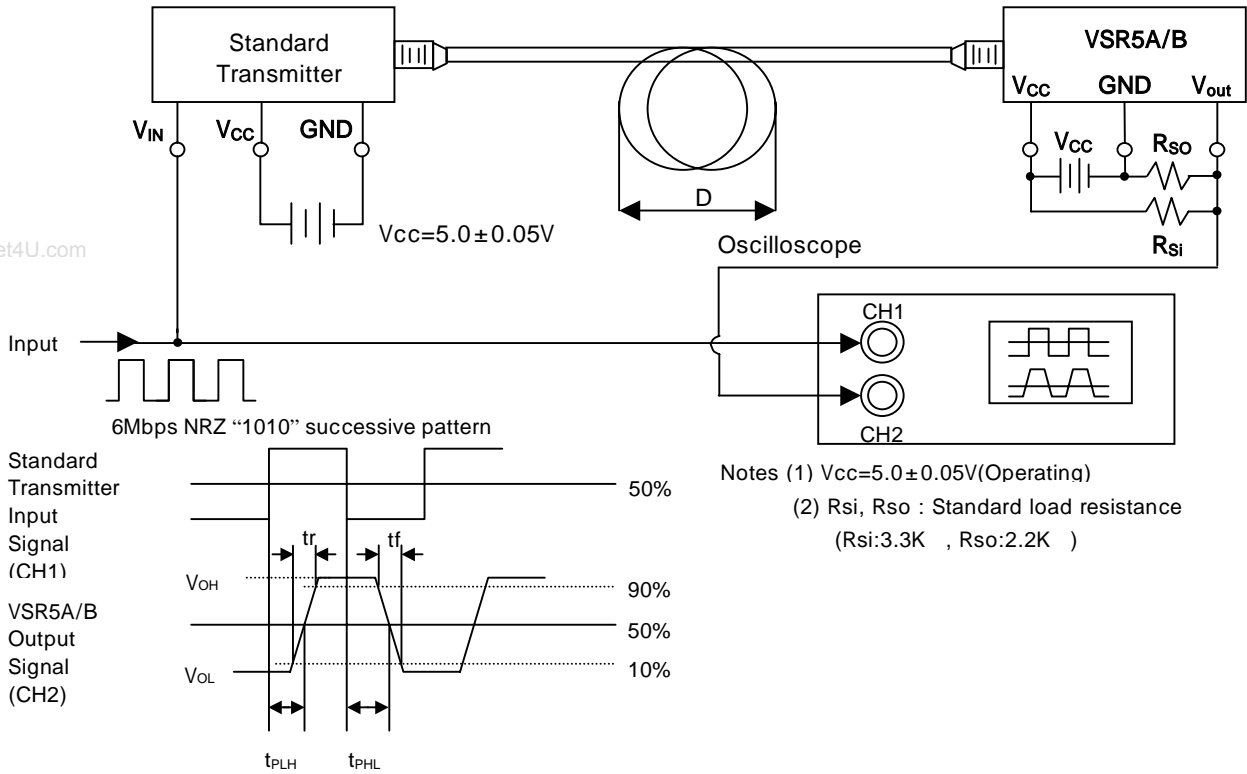 Standard
Transmitter
VIN
VCC
GND
Vcc=5.0±0.05V
D
VSR5A/B
VCC
GND
Vout
VCC
RSO
RSi
et4U.com
Oscilloscope
CH1
CH2
Input
6Mbps NRZ “1010” successive pattern
Standard
Transmitter
Input
Signal
(CH1)
50%
tr
tf
VOH
90%
VSR5A/B
Output
Signal
(CH2)
50%
10%
VOL
tPLH
tPHL
Notes (1) Vcc=5.0±0.05V(Operating)
(2) Rsi, Rso : Standard load resistance
(Rsi:3.3K , Rso:2.2K )